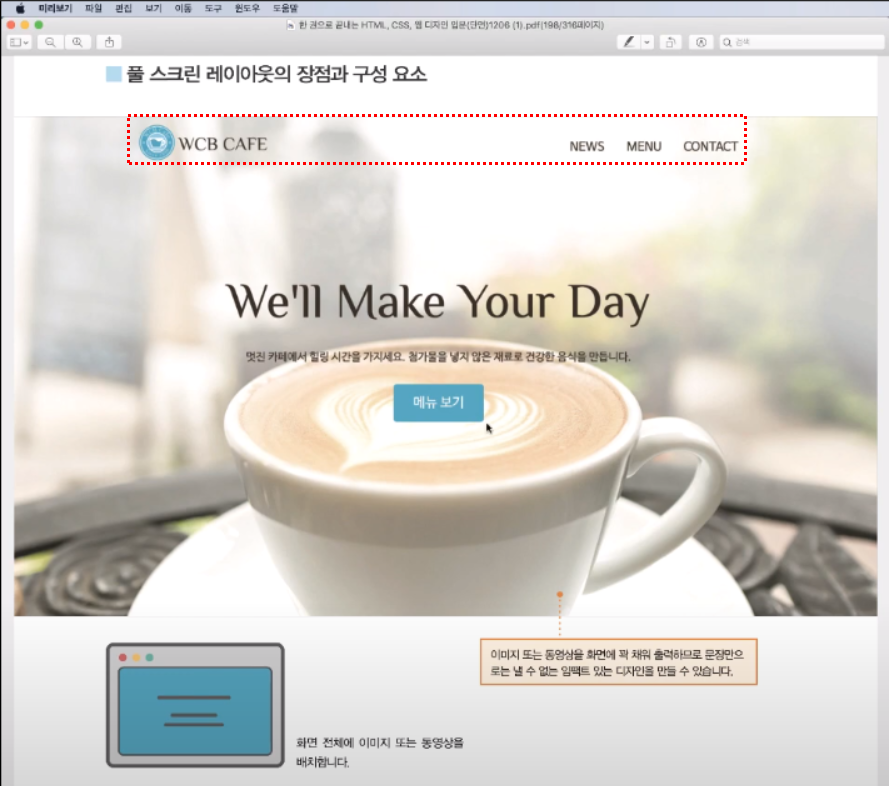 미리보기 파일 편집 보기 이동 도구 윈도우 도움말
한 권으로 끝내는 HTML, CSS, 웹 디자인 입문(단면)1206 (1).pdf(198/316페이지)
검색
풀 스크린 레이아웃의 장점과 구성 요소
WCB CAFE
NEWS MENU CONTACT
We'll Make Your Day
멋진 카페에서 힐링 시간을 가지세요. 첨가물을 넣지 않은 재료로 건강한 음식을 만듭니다.
메뉴 보기
이미지 또는 동영상을 화면에 꽉 채워 출력하므로 문장만으
로는 낼 수 없는 임팩트 있는 디자인을 만들 수 있습니다.
화면 전체에 이미지 또는 동영상을
배치합니다.